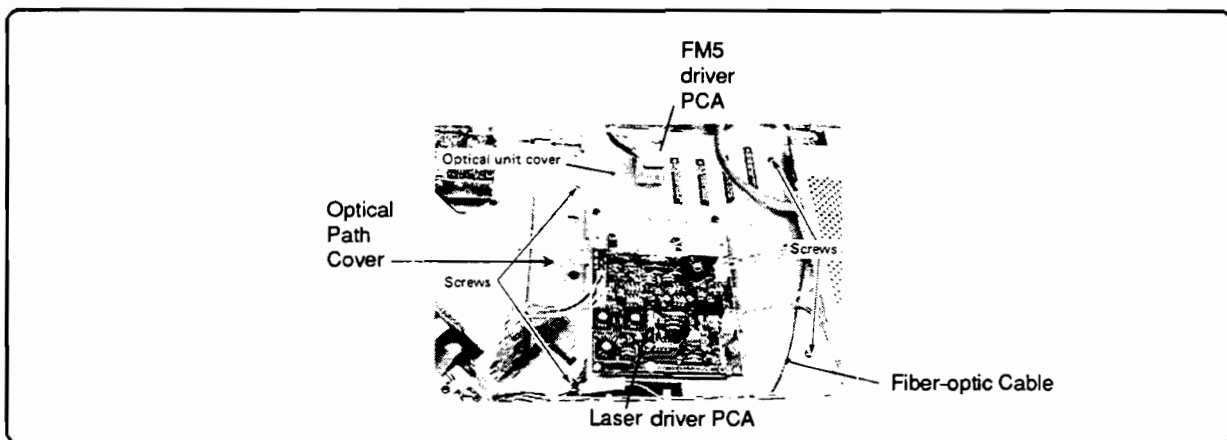 FM5
driver
PCA
Optical unit cover
Optical
Path
Cover
Screws
Screws
Fiber-optic Cable
Laser driver PCA